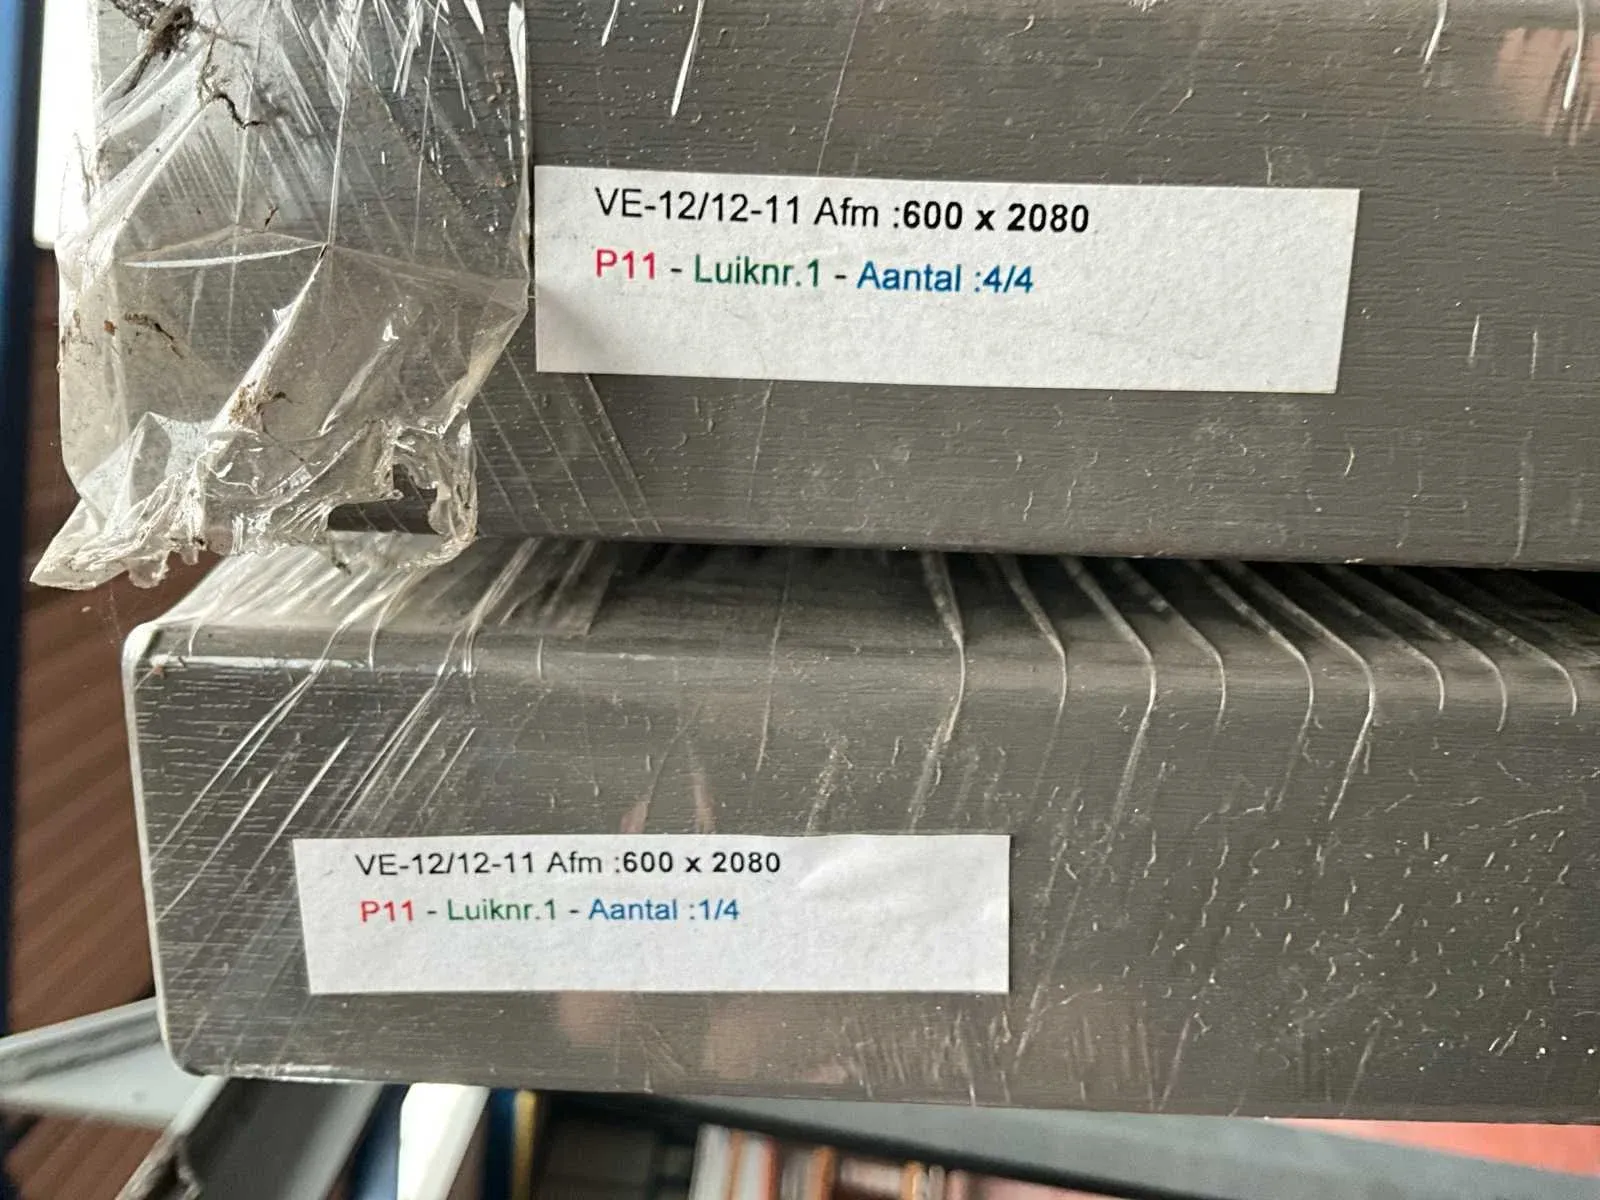 VE-12/12-11 Afm :600 x 2080
P11 - Luiknr.1 - Aantal :4/4
VE-12/12-11 Afm :600 x 2080
P11 - Luiknr.1 - Aantal :1/4